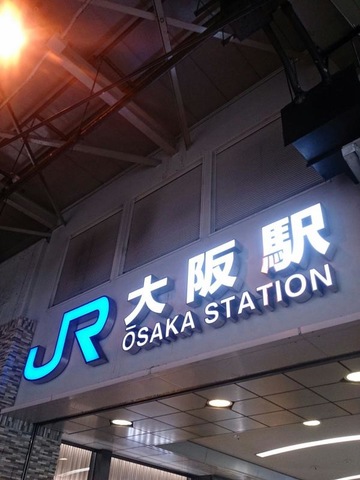 JR 大阪駅
ŌSAKA STATION